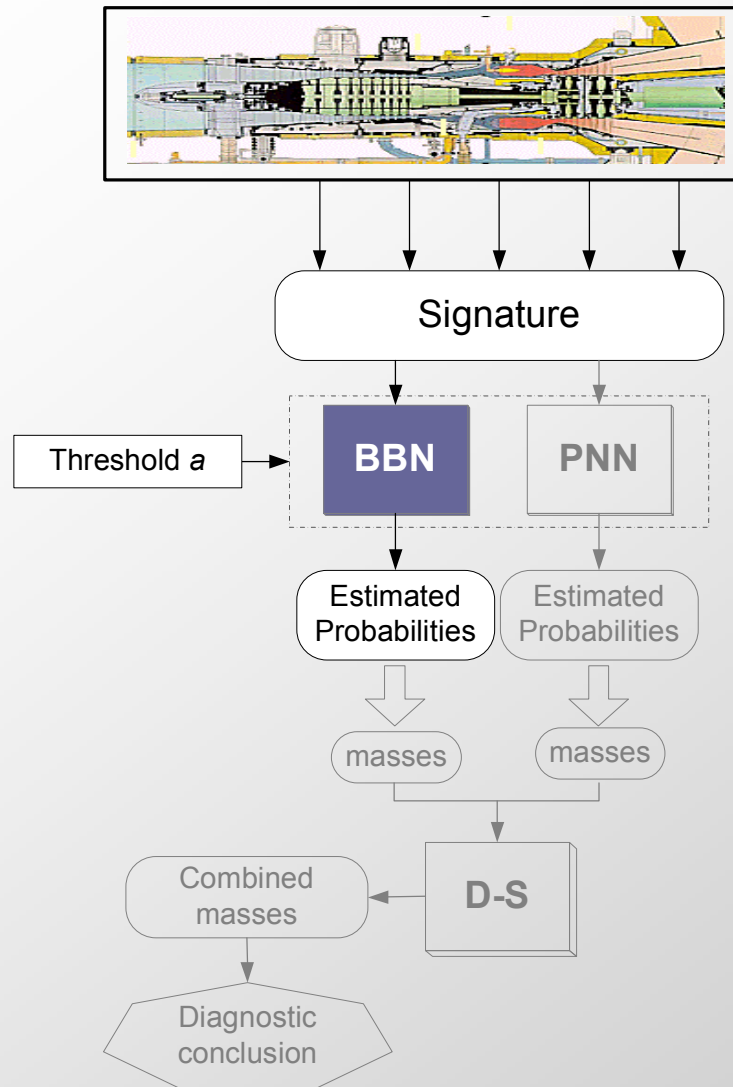 Signature
Threshold a
BBN
PNN
Estimated
Probabilities
Estimated
Probabilities
masses
masses
D-S
Combined
masses
Diagnostic
conclusion